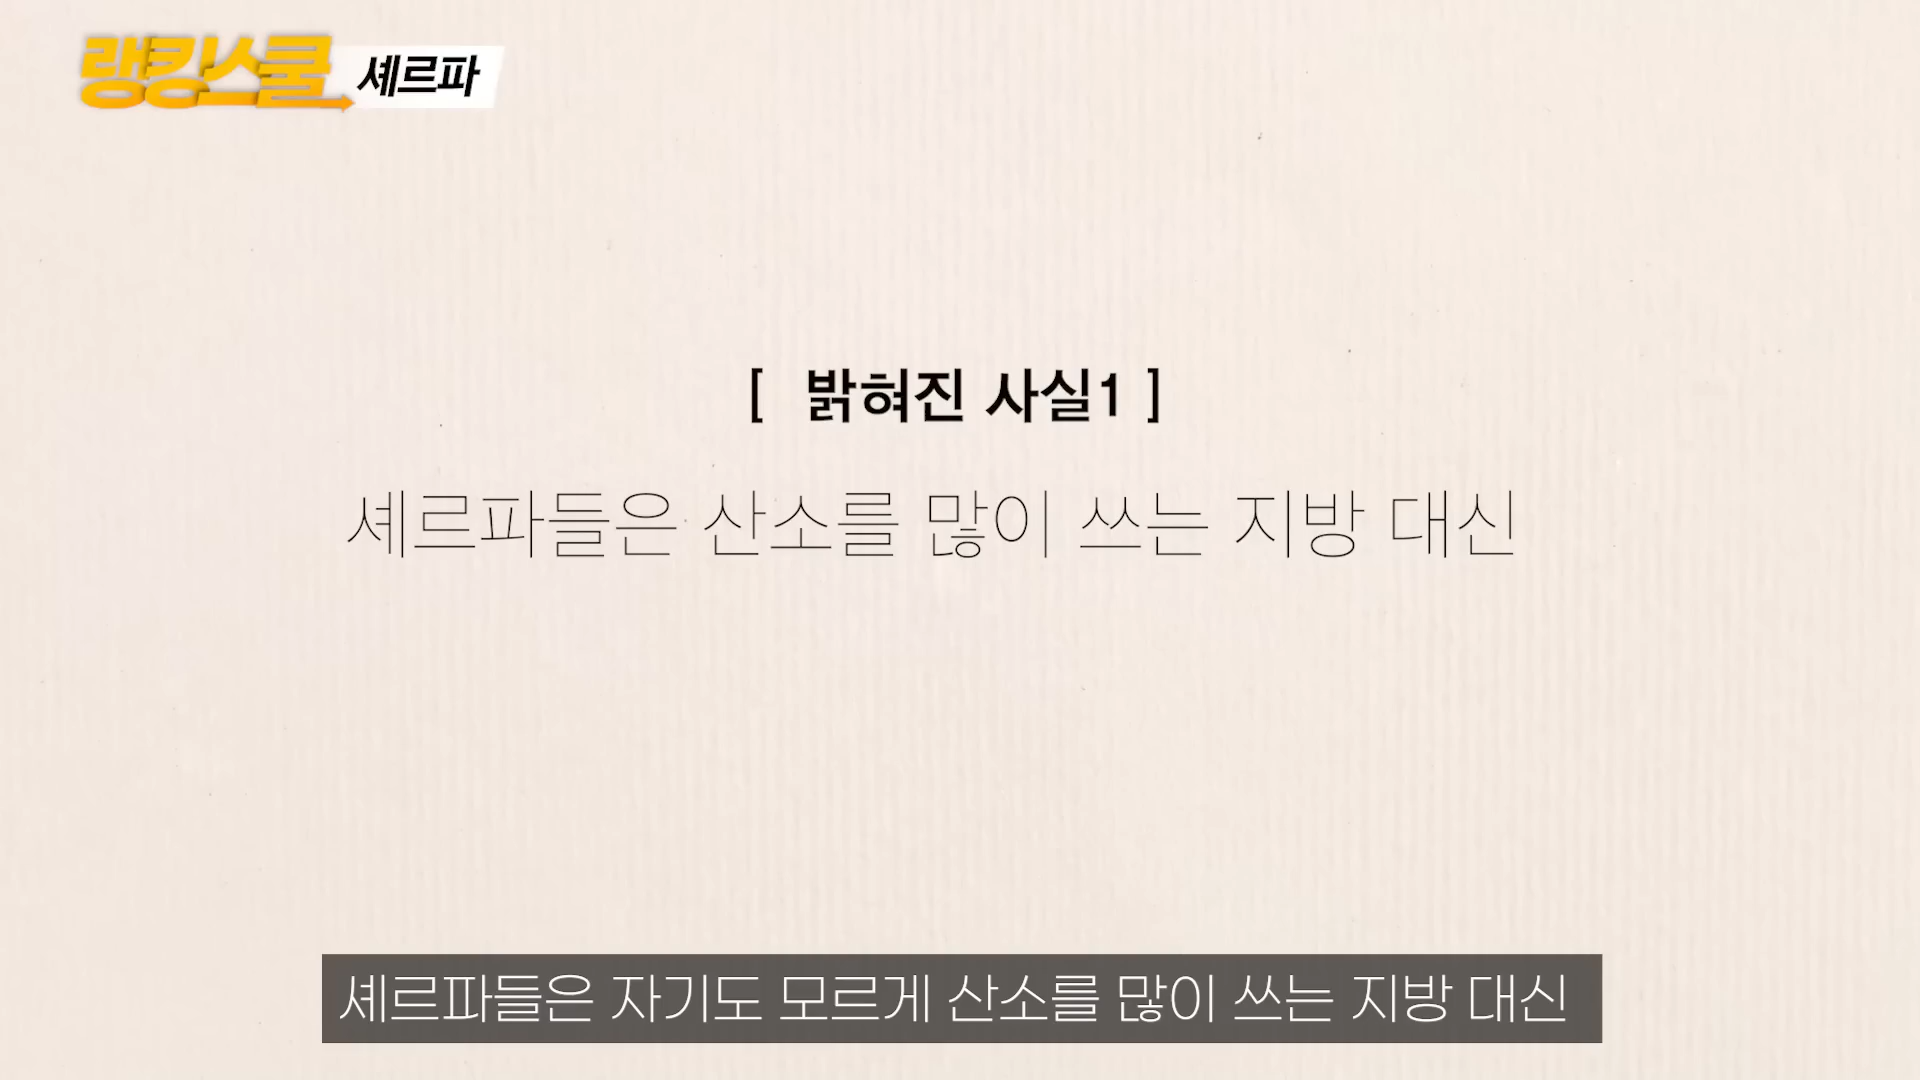 랭킹스쿨 셰르파
[ 밝혀진 사실1 ]
셰르파들은 산소를 많이 쓰는 지방 대신
셰르파들은 자기도 모르게 산소를 많이 쓰는 지방 대신